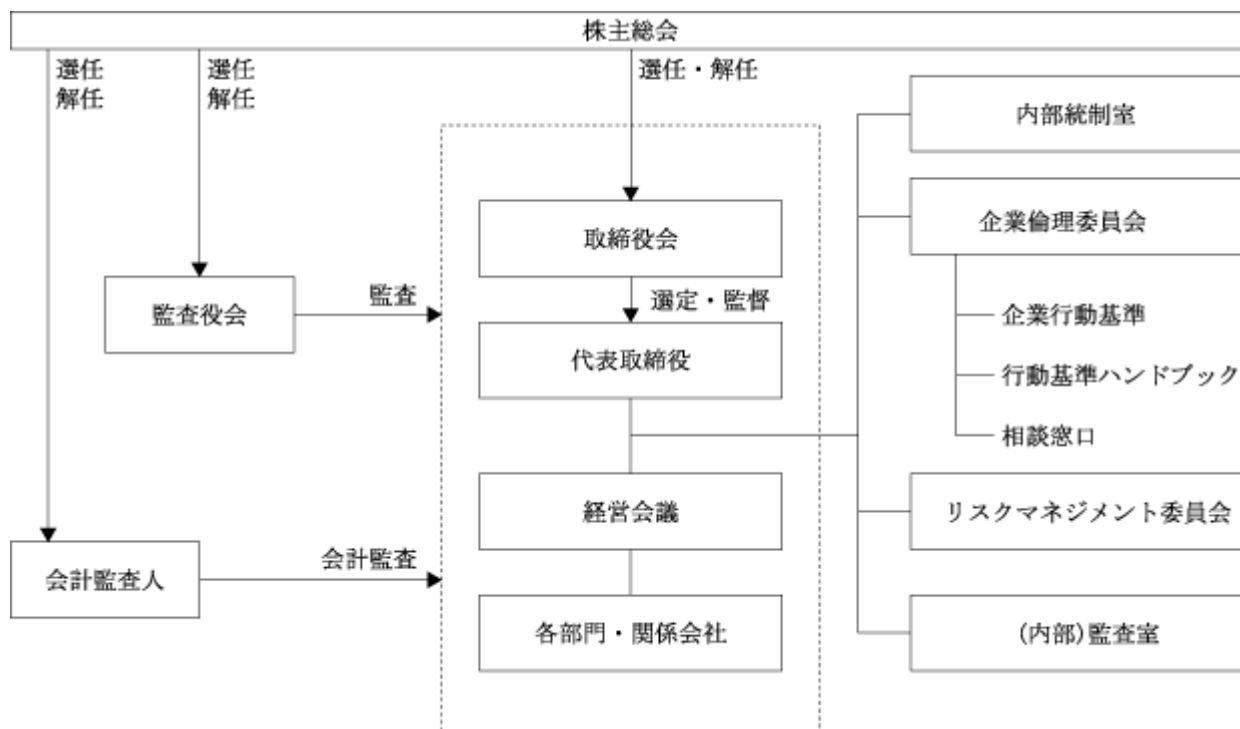 株主総会
選任
解任
選任
解任
選任・解任
内部統制室
取締役会
企業倫理委員会
監査役会
監査
選定・監督
企業行動基準
代表取締役
行動基準ハンドブック
相談窓口
経営会議
リスクマネジメント委員会
会計監査人
会計監査
各部門・関係会社
(内部)監査室